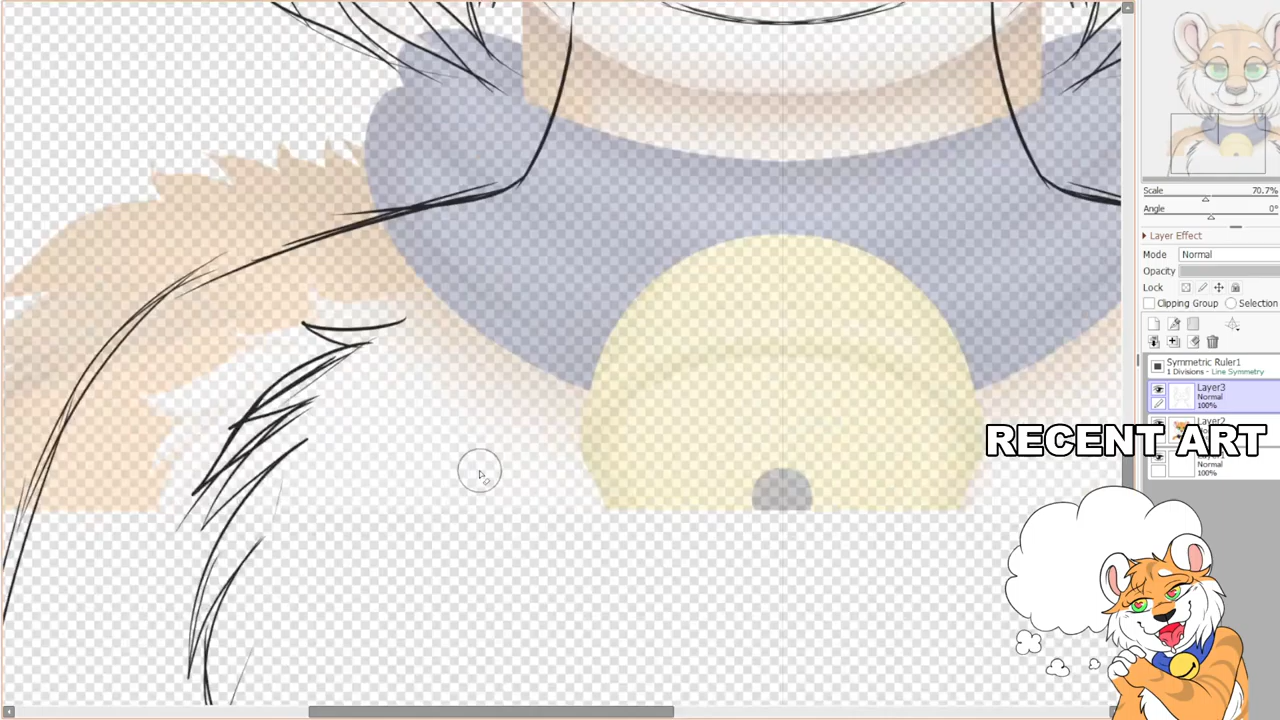 Scale 70.7%
Angle 0°
Layer Effect
Mode Normal
Opacity
Lock
Clipping Group Selection
Symmetric Ruler1
1 Divisions - Line Symmetry
Layer3
Normal
100%
Layer2
RECENT ART
Normal
100%